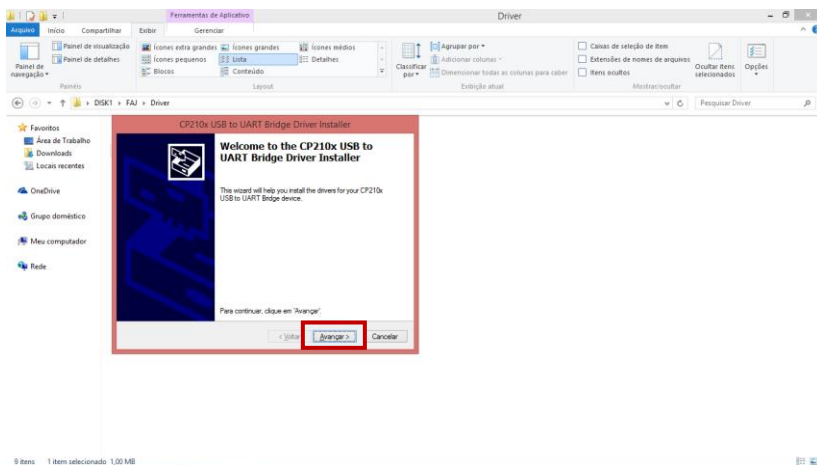 Ferramentas de Aplicativo
Driver
Arquivo Início Compartilhar Exibir Gerenciar
Painel de navegação
Painel de visualização
Painel de detalhes
Painéis
Ícones extra grandes Ícones grandes Ícones médios
Ícones pequenos Lista Detalhes
Blocos Conteúdo
Layout
Classificar por
Agrupar por
Adicionar colunas
Dimensionar todas as colunas para caber
Exibição atual
Caixas de seleção de item
Extensões de nomes de arquivos
Itens ocultos
Ocultar itens selecionados
Mostrar/ocultar
Opções
DISK1 FAJ Driver
Pesquisar Driver
Favoritos
Área de Trabalho
Downloads
Locais recentes
OneDrive
Grupo doméstico
Meu computador
Rede
CP210x USB to UART Bridge Driver Installer
Welcome to the CP210x USB to
UART Bridge Driver Installer
This wizard will help you install the drivers for your CP210x
USB to UART Bridge device.
Para continuar, clique em 'Avançar'.
< Voltar Avançar > Cancelar
9 itens 1 item selecionado 1,00 MB